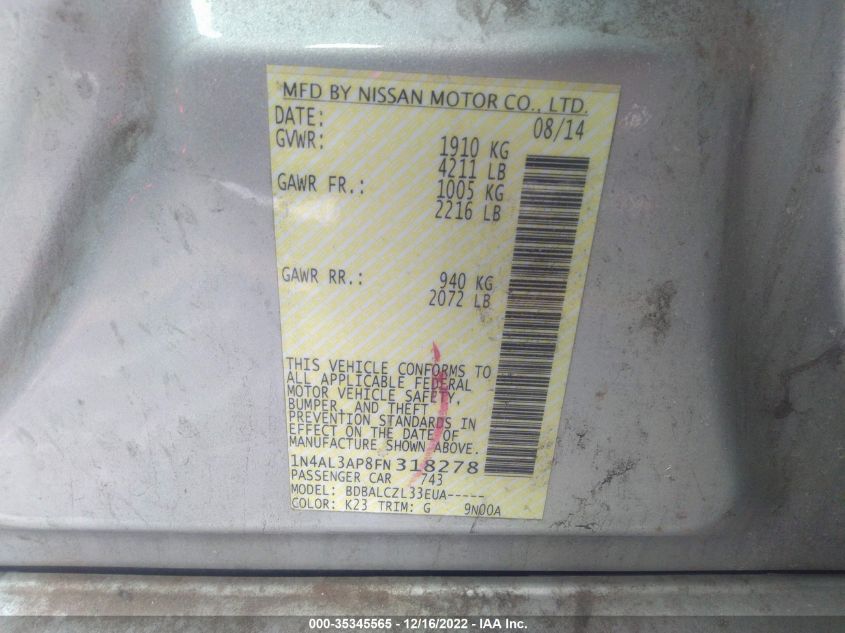 MFD BY NISSAN MOTOR CO., LTD.
DATE: 08/14
GVWR: 1910 KG
4211 LB
GAWR FR.: 1005 KG
2216 LB
GAWR RR.: 940 KG
2072 LB
THIS VEHICLE CONFORMS TO
ALL APPLICABLE FEDERAL
MOTOR VEHICLE SAFETY,
BUMPER, AND THEFT
PREVENTION STANDARDS IN
EFFECT ON THE DATE OF
MANUFACTURE SHOWN ABOVE.
1N4AL3AP8FN318278
PASSENGER CAR 743
MODEL: BDBALCZL33EUA-----
COLOR: K23 TRIM: G 9N00A
000-35345565 - 12/16/2022 - IAA Inc.